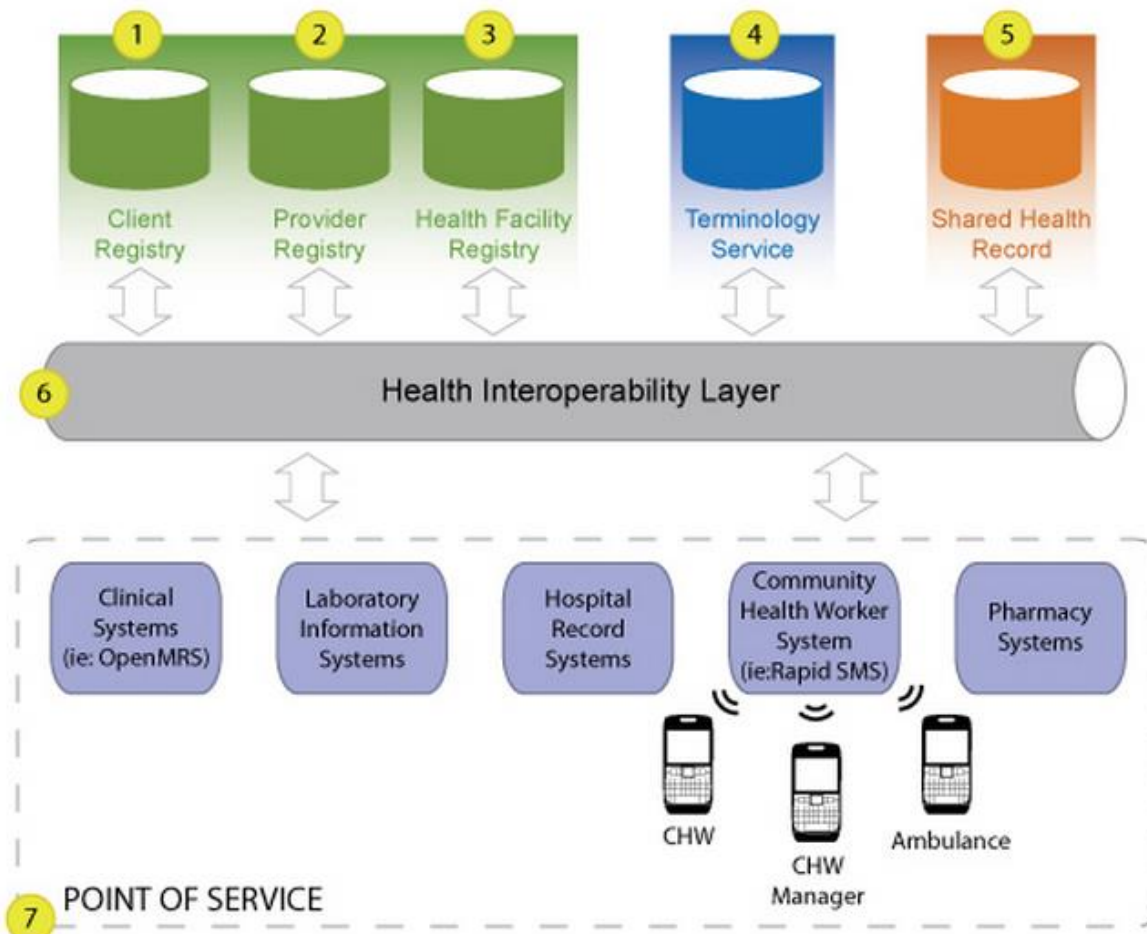 1
2
3
4
5
Client
Registry
Provider
Registry
Health Facility
Registry
Terminology
Service
Shared Health
Record
6
Health Interoperability Layer
Clinical
Systems
(ie: OpenMRS)
Laboratory
Information
Systems
Hospital
Record
Systems
Community
Health Worker
System
(ie:Rapid SMS)
Pharmacy
Systems
CHW
CHW
Manager
Ambulance
7
POINT OF SERVICE